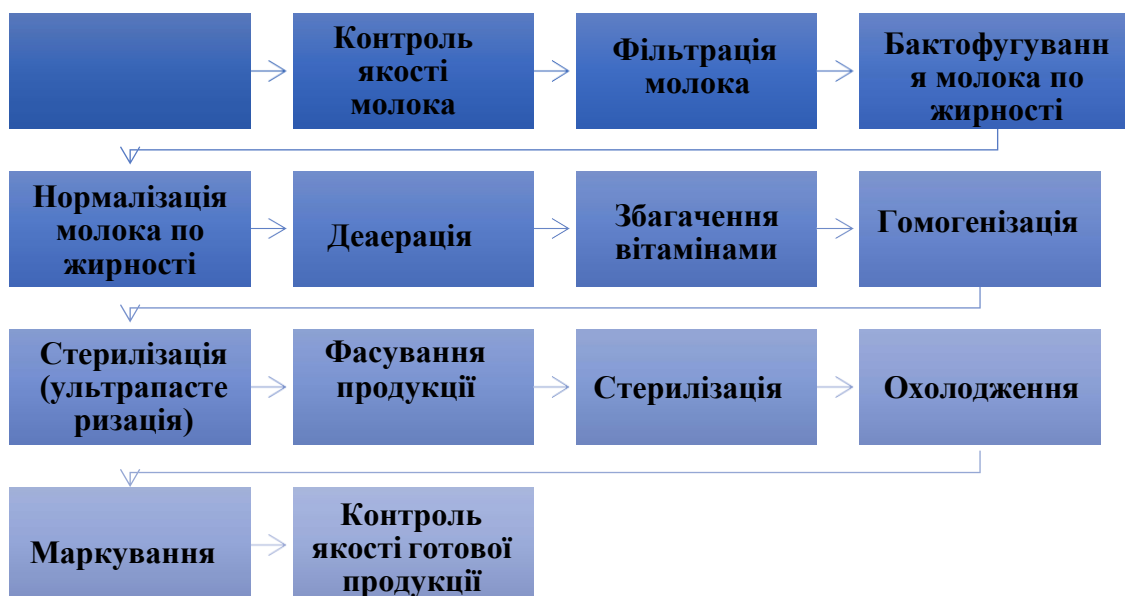 Контроль
якості
молока
Фільтрація
молока
Бактофугуванн
я молока по
жирності
Нормалізація
молока по
жирності
Деаерація
Збагачення
вітамінами
Гомогенізація
Стерилізація
(ультрапасте
ризація)
Фасування
продукції
Стерилізація
Охолодження
Маркування
Контроль
якості готової
продукції